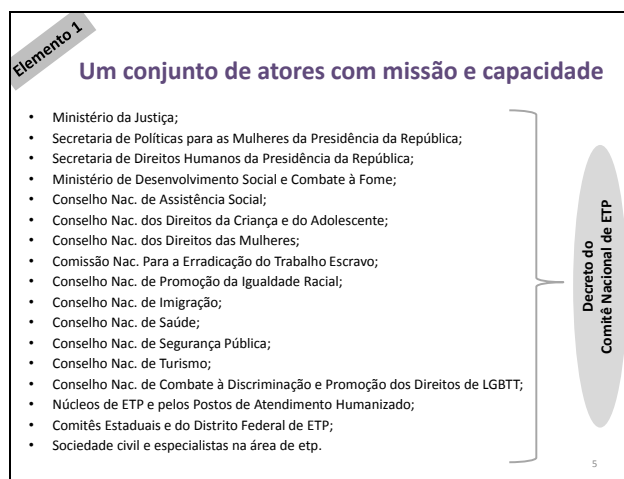 Elemento 1
Um conjunto de atores com missão e capacidade
• Ministério da Justiça;
• Secretaria de Políticas para as Mulheres da Presidência da República;
• Secretaria de Direitos Humanos da Presidência da República;
• Ministério de Desenvolvimento Social e Combate à Fome;
• Conselho Nac. de Assistência Social;
• Conselho Nac. dos Direitos da Criança e do Adolescente;
• Conselho Nac. dos Direitos das Mulheres;
• Comissão Nac. Para a Erradicação do Trabalho Escravo;
• Conselho Nac. de Promoção da Igualdade Racial;
• Conselho Nac. de Imigração;
• Conselho Nac. de Saúde;
• Conselho Nac. de Segurança Pública;
• Conselho Nac. de Turismo;
• Conselho Nac. de Combate à Discriminação e Promoção dos Direitos de LGBTT;
• Núcleos de ETP e pelos Postos de Atendimento Humanizado;
• Comitês Estaduais e do Distrito Federal de ETP;
• Sociedade civil e especialistas na área de etp.
Decreto do
Comitê Nacional de ETP
5